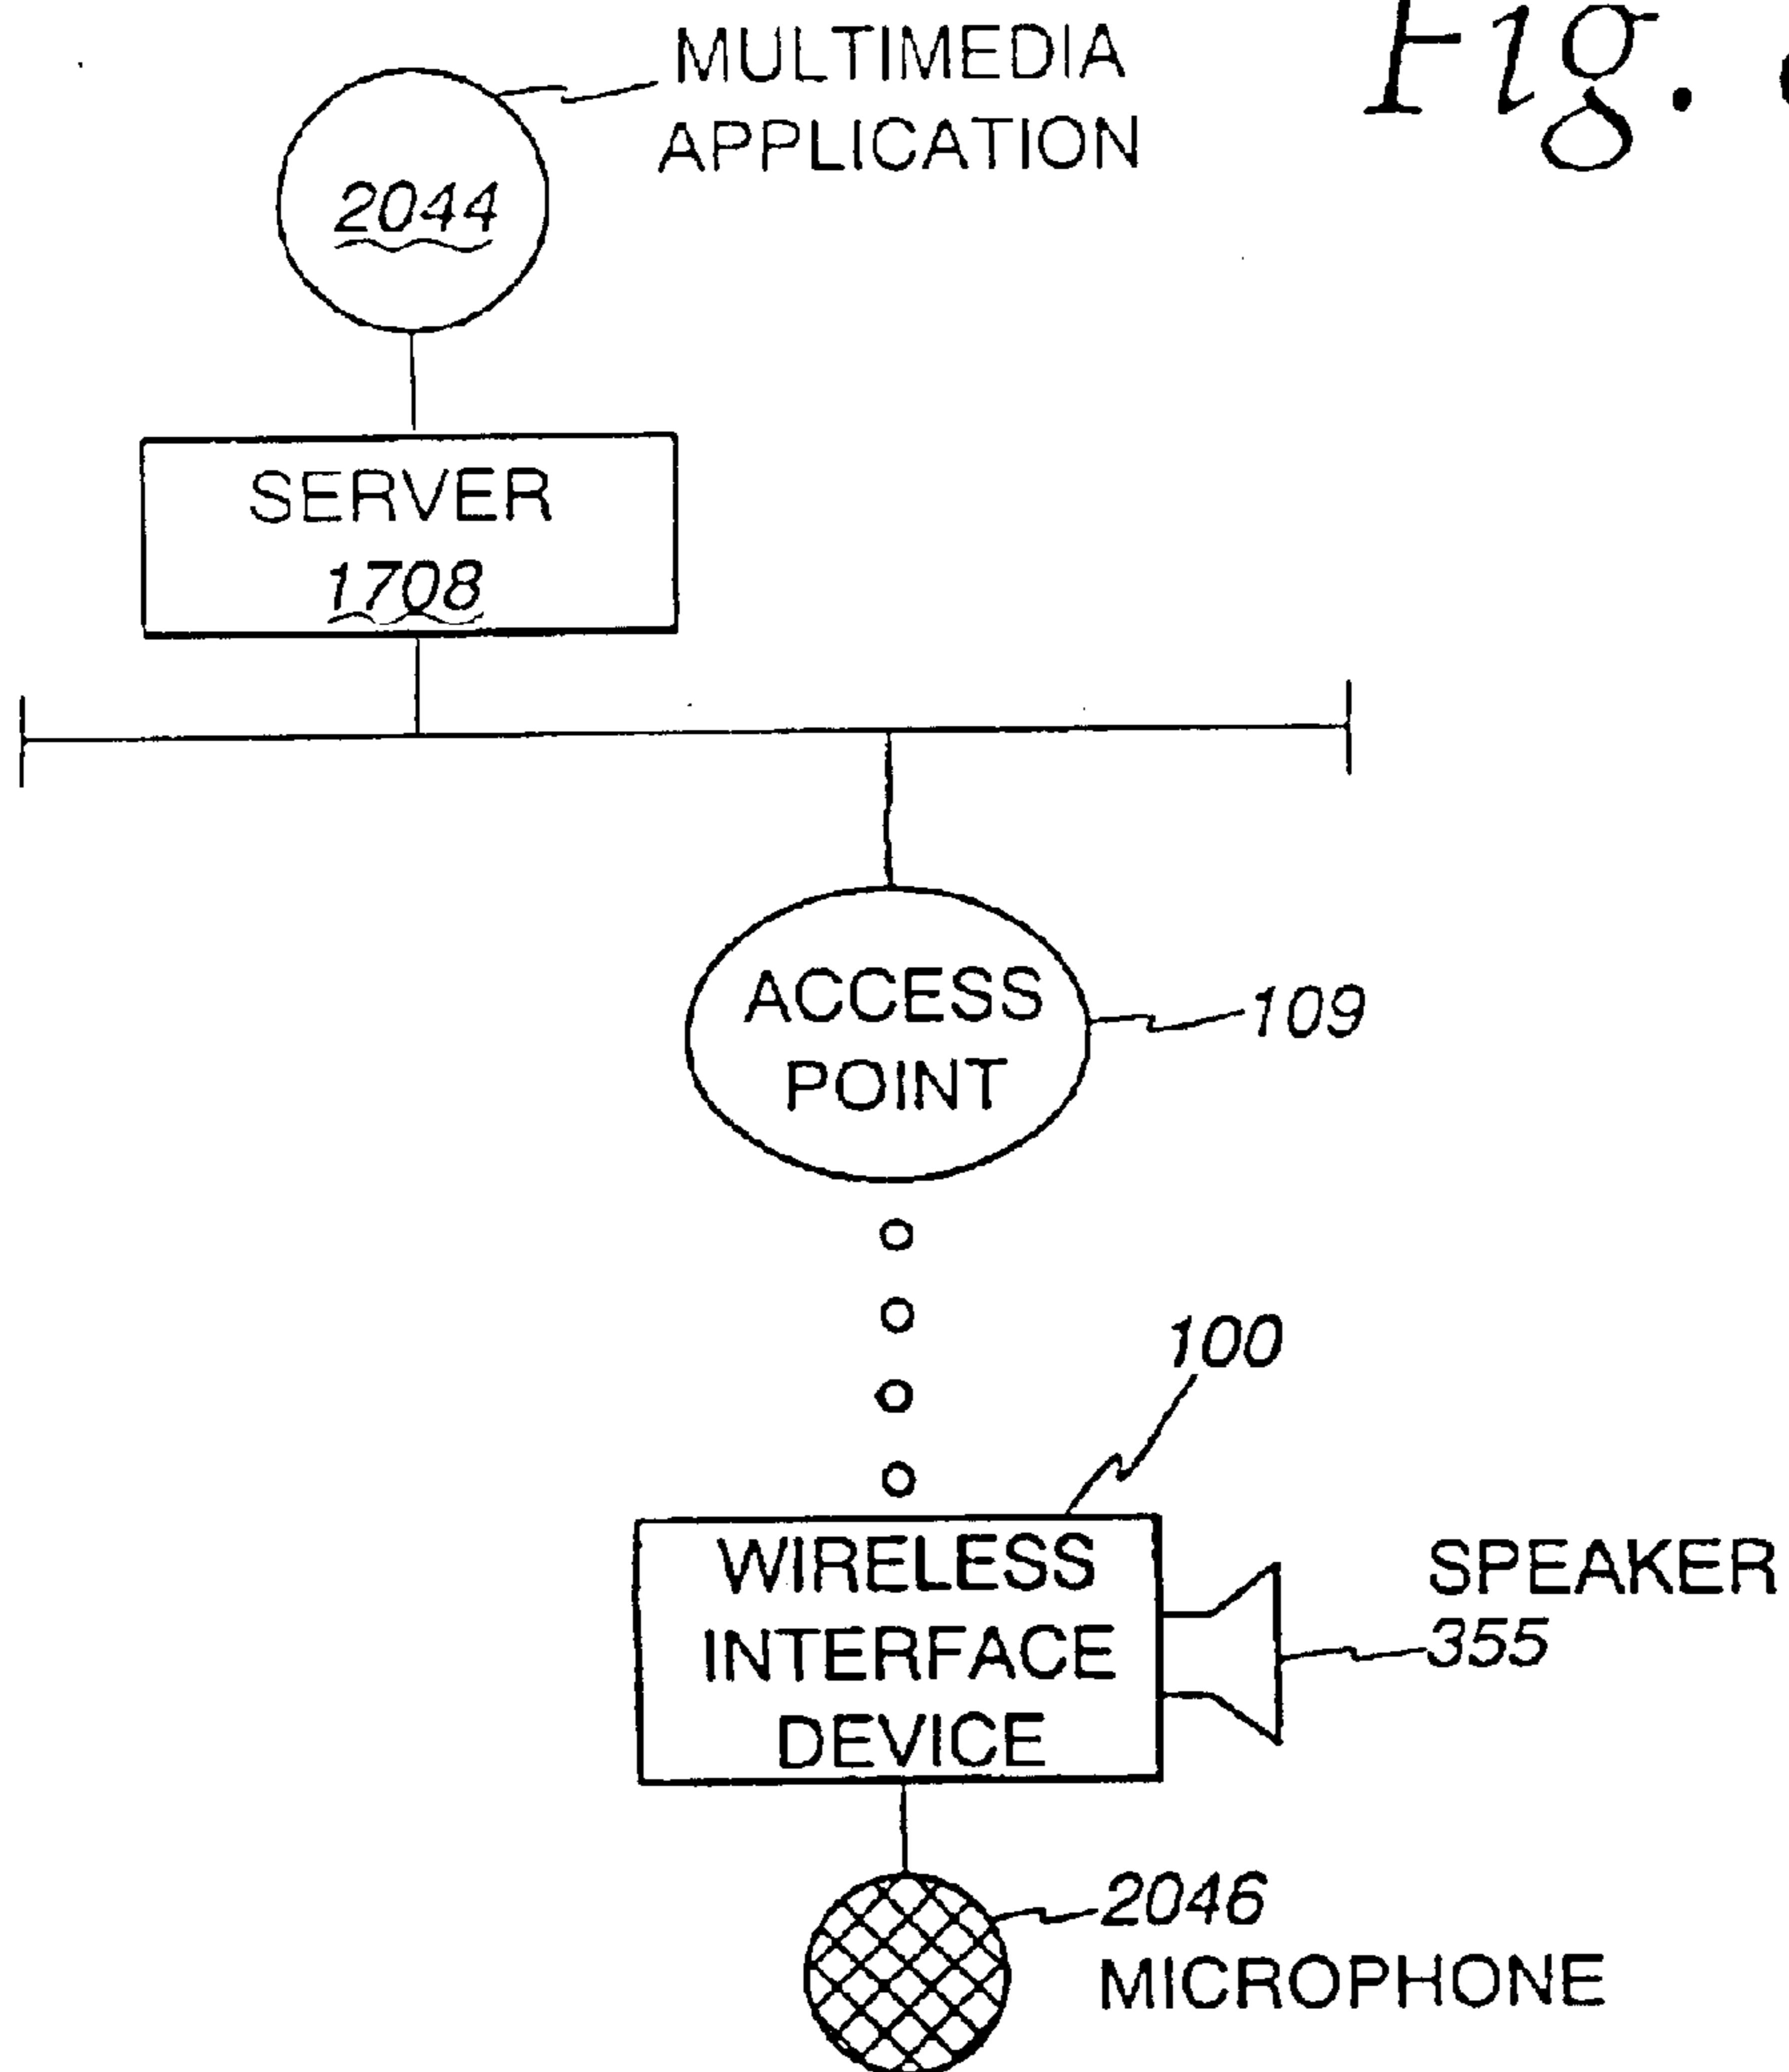 Fig.
MULTIMEDIA
APPLICATION
2044
SERVER
1708
ACCESS
POINT
109
100
WIRELESS
INTERFACE
DEVICE
SPEAKER
355
2046
MICROPHONE